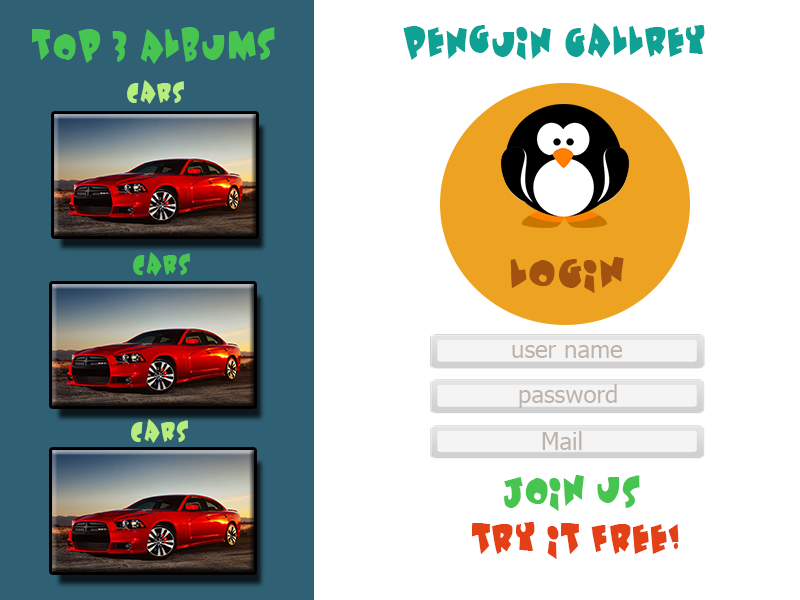 TOP 3 ALBUMS
CARS
CARS
CARS
PENGUIN GALLREY
LOGIN
user name
password
Mail
JOIN US
TRY IT FREE!